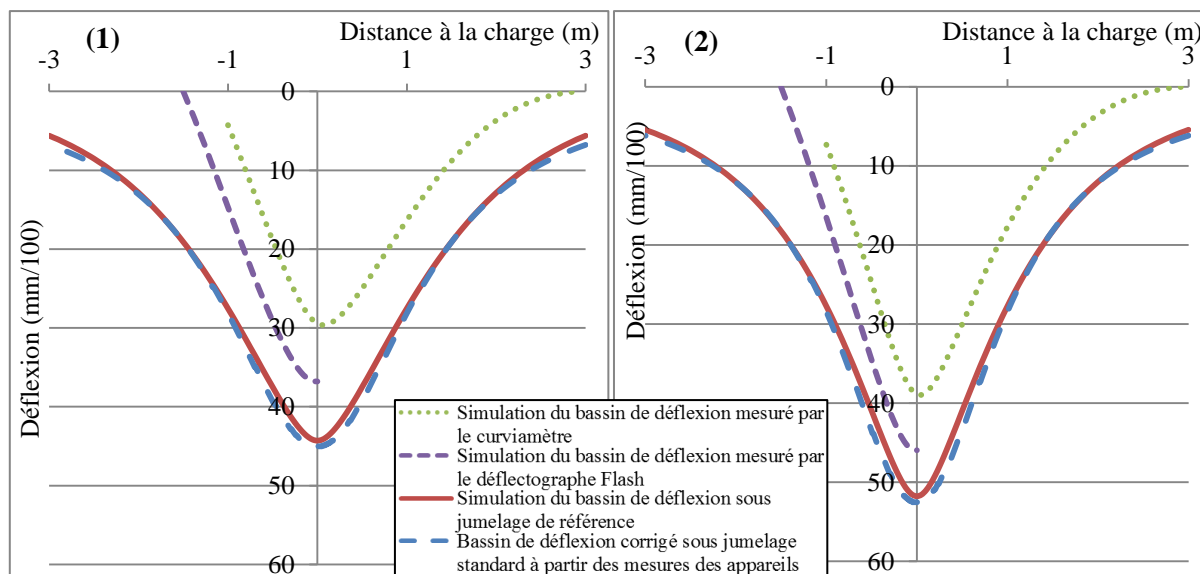 (1)
Distance à la charge (m)
-3 -1 1 3
0
10
20
30
40
50
60
Déflexion (mm/100)
(2)
Distance à la charge (m)
-3 -1 1 3
0
10
20
30
40
50
60
Déflexion (mm/100)
Simulation du bassin de déflexion mesuré par
le curviamètre
Simulation du bassin de déflexion mesuré par
le déflectographe Flash
Simulation du bassin de déflexion sous
jumelage de référence
Bassin de déflexion corrigé sous jumelage
standard à partir des mesures des appareils